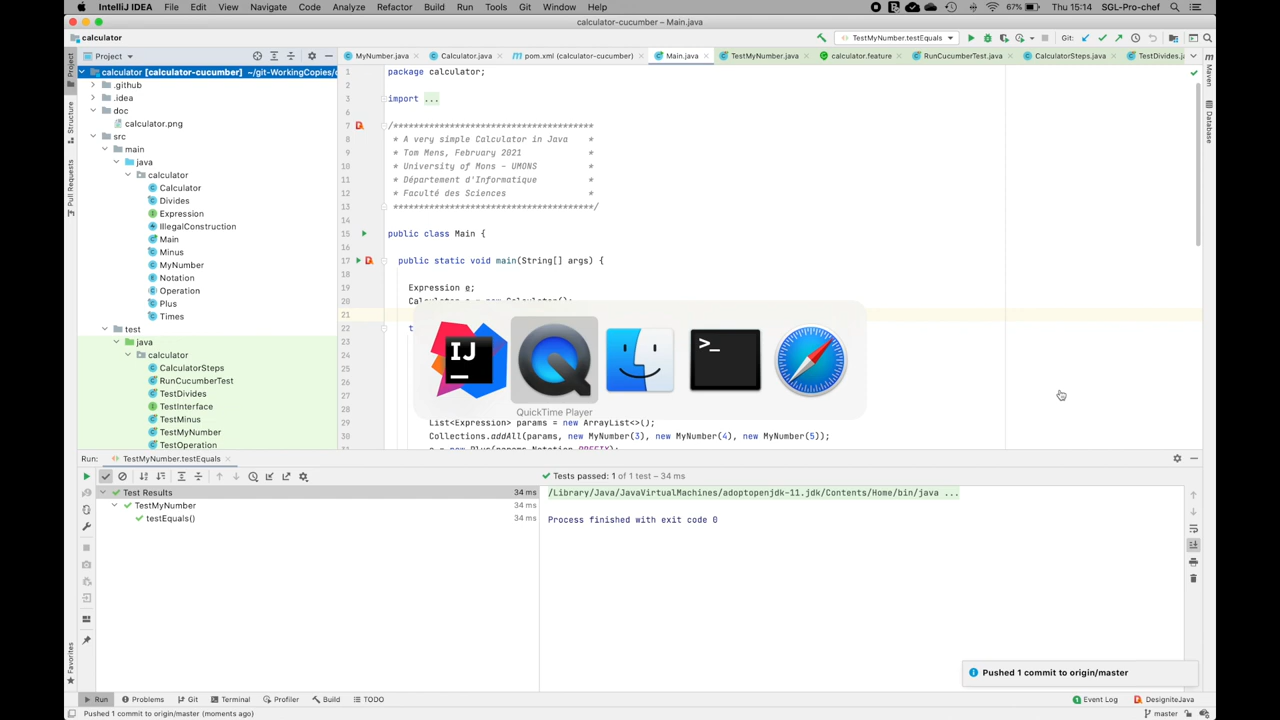 IntelliJ IDEA File Edit View Navigate Code Analyze Refactor Build Run Tools Git Window Help 67% Thu 15:14 SGL-Pro-chef
calculator-cucumber – Main.java
calculator TestMyNumber.testEquals Git:
Project MyNumber.java Calculator.java pom.xml (calculator-cucumber) Main.java TestMyNumber.java calculator.feature RunCucumberTest.java CalculatorSteps.java TestDivides.ja
calculator [calculator-cucumber] ~/git-WorkingCopies/
.github
.idea
doc
calculator.png
src
main
java
calculator
Calculator
Divides
Expression
IllegalConstruction
Main
Minus
MyNumber
Notation
Operation
Plus
Times
test
java
calculator
CalculatorSteps
RunCucumberTest
TestDivides
TestInterface
TestMinus
TestMyNumber
TestOperation
Project
Structure
Pull Requests
Favorites
1 package calculator;
2
3 import ...
6
7 /****************************************
8 * A very simple Calculator in Java *
9 * Tom Mens, February 2021 *
10 * University of Mons - UMONS *
11 * Département d'Informatique *
12 * Faculté des Sciences *
13 ****************************************/
14
15 public class Main {
16
17 public static void main(String[] args) {
18
19 Expression e;
20
21
22 t
23
24
25
26
27
28
29 List<Expression> params = new ArrayList<>();
30 Collections.addAll(params, new MyNumber(3), new MyNumber(4), new MyNumber(5));
IJ
>_
QuickTime Player
Maven
Database
Run: TestMyNumber.testEquals
Tests passed: 1 of 1 test – 34 ms
Test Results 34 ms
TestMyNumber 34 ms
testEquals() 34 ms
/Library/Java/JavaVirtualMachines/adoptopenjdk-11.jdk/Contents/Home/bin/java ...
Process finished with exit code 0
Pushed 1 commit to origin/master
Run Problems Git Terminal Profiler Build TODO Event Log DesigniteJava
Pushed 1 commit to origin/master (moments ago) master